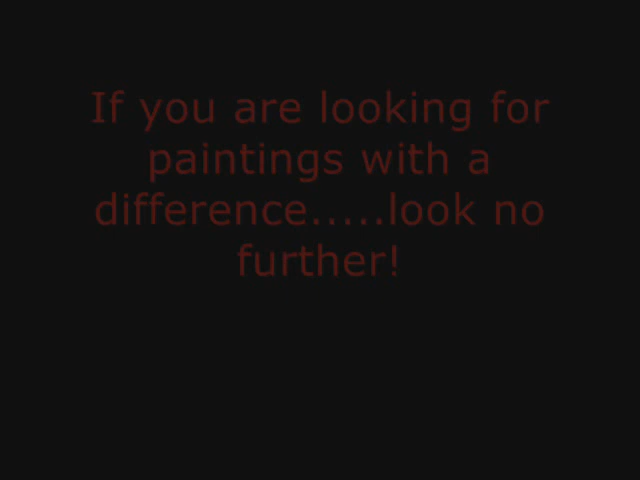 If you are looking for
paintings with a
difference.....look no
further!